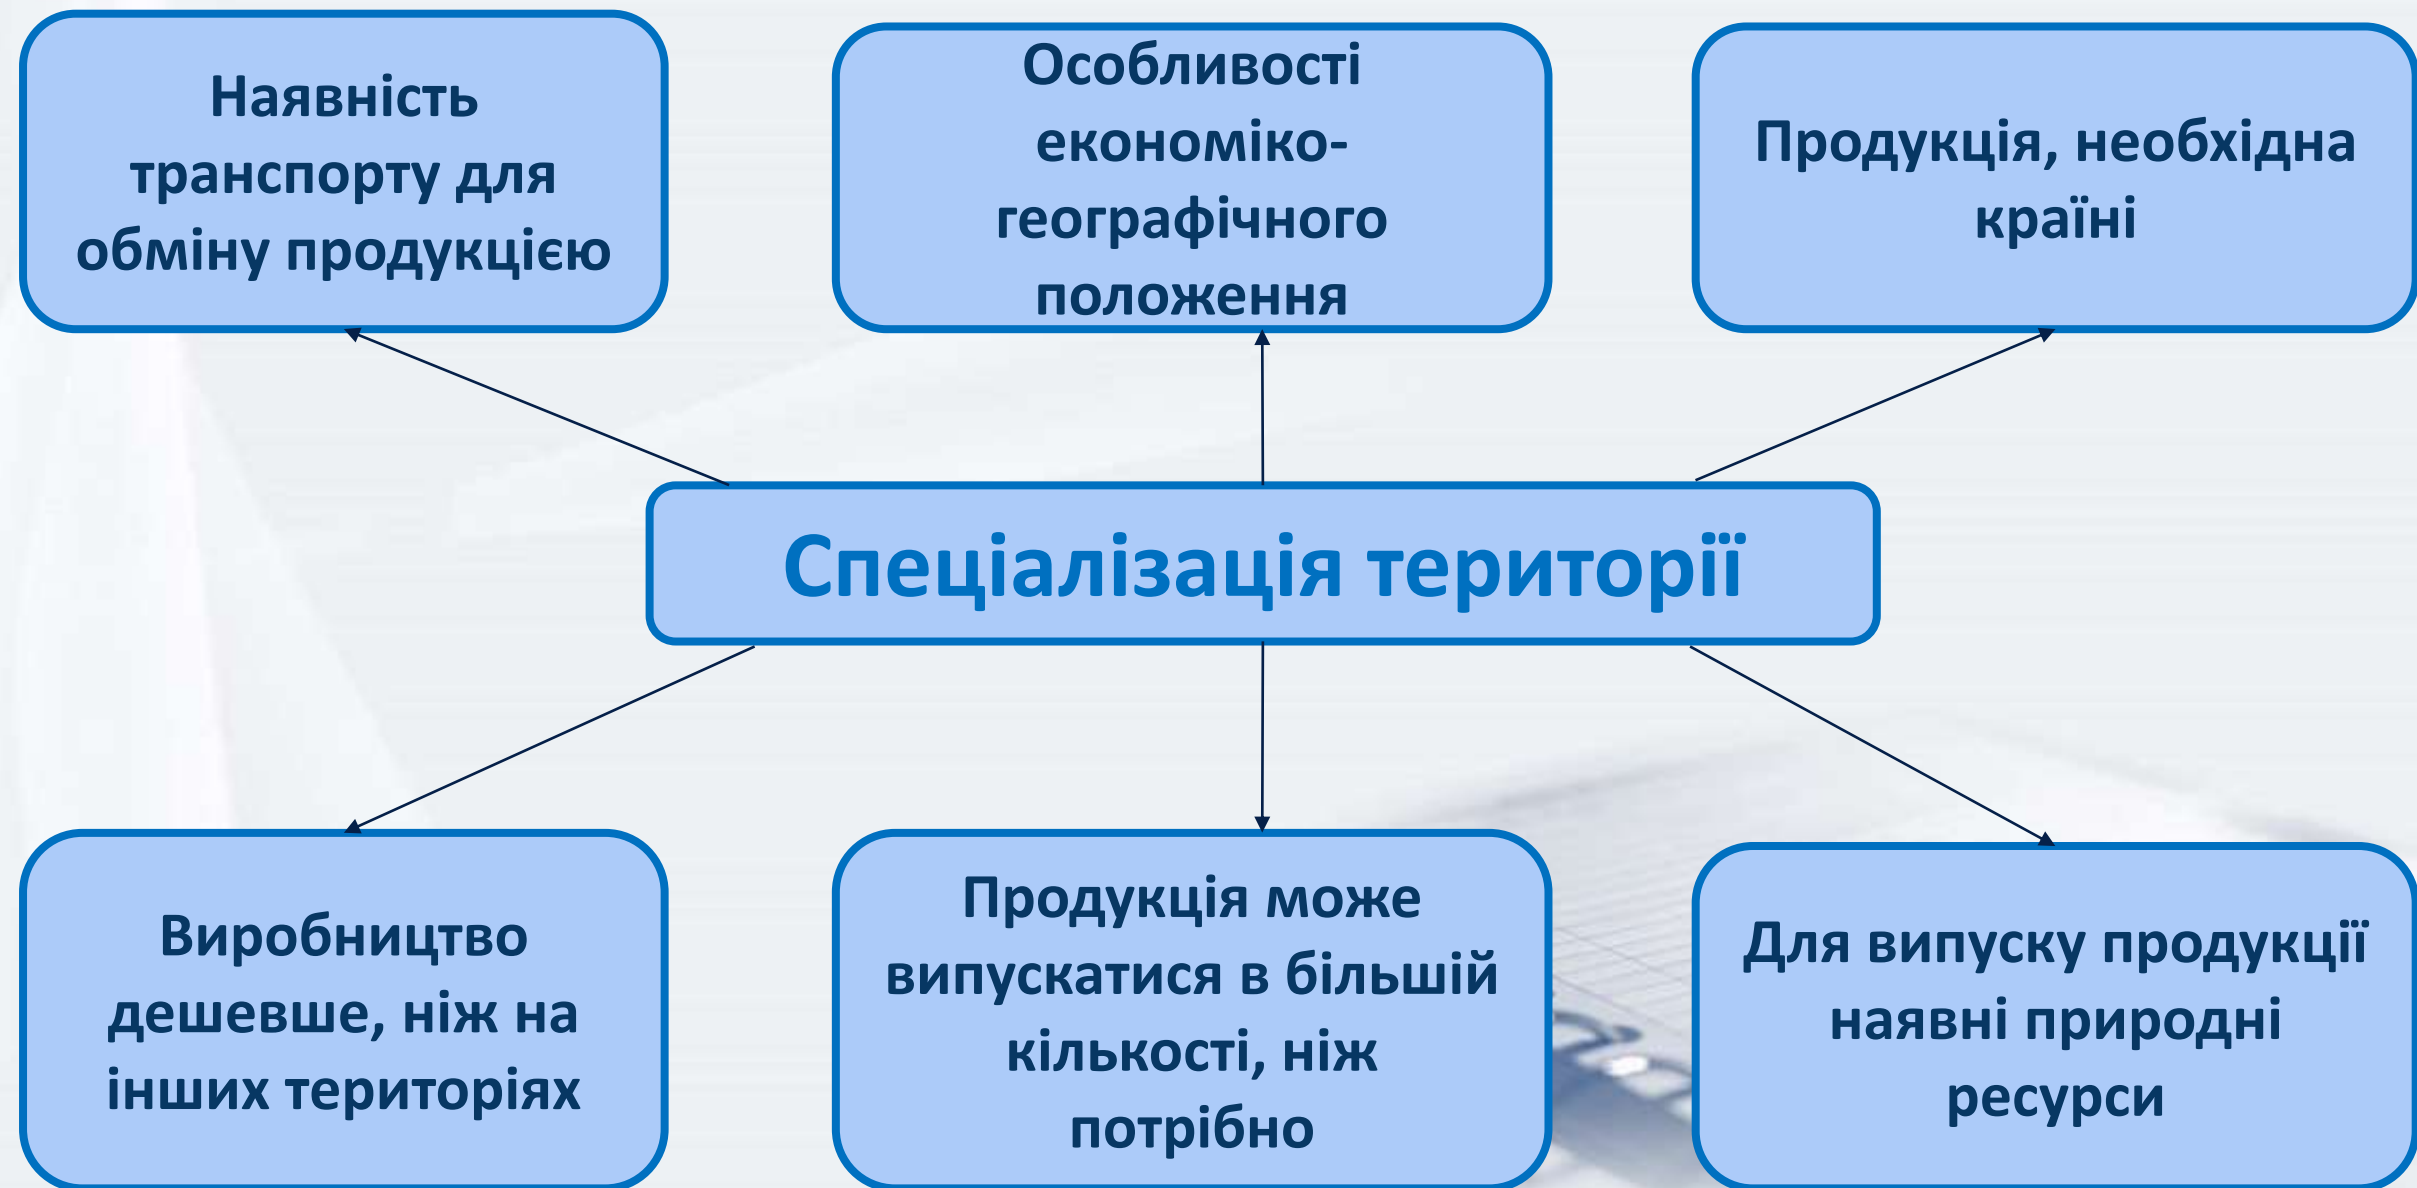 Наявність
транспорту для
обміну продукцією
Особливості
економіко-
географічного
положення
Продукція, необхідна
країні
Спеціалізація території
Виробництво
дешевше, ніж на
інших територіях
Продукція може
випускатися в більшій
кількості, ніж
потрібно
Для випуску продукції
наявні природні
ресурси